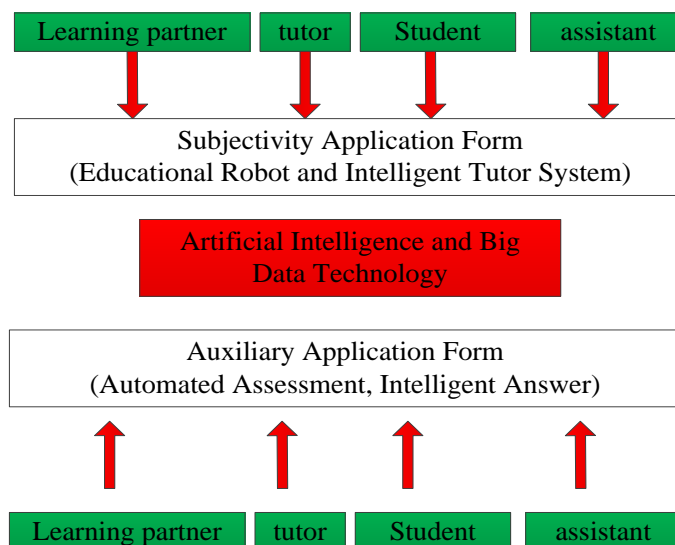 Learning partner tutor Student assistant
Subjectivity Application Form
(Educational Robot and Intelligent Tutor System)
Artificial Intelligence and Big
Data Technology
Auxiliary Application Form
(Automated Assessment, Intelligent Answer)
Learning partner tutor Student assistant